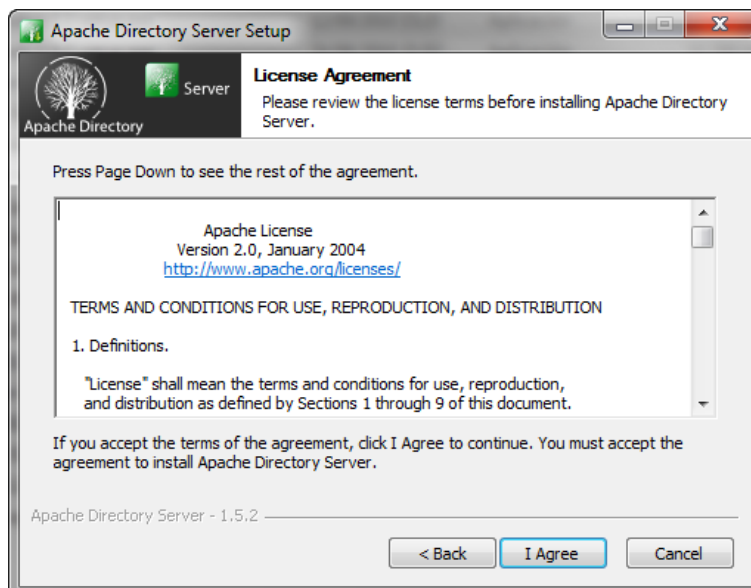 Apache Directory Server Setup
Server
Apache Directory
License Agreement
Please review the license terms before installing Apache Directory
Server.
Press Page Down to see the rest of the agreement.
Apache License
Version 2.0, January 2004
http://www.apache.org/licenses/
TERMS AND CONDITIONS FOR USE, REPRODUCTION, AND DISTRIBUTION
1. Definitions.
"License" shall mean the terms and conditions for use, reproduction,
and distribution as defined by Sections 1 through 9 of this document.
If you accept the terms of the agreement, click I Agree to continue. You must accept the
agreement to install Apache Directory Server.
Apache Directory Server - 1.5.2
< Back
I Agree
Cancel